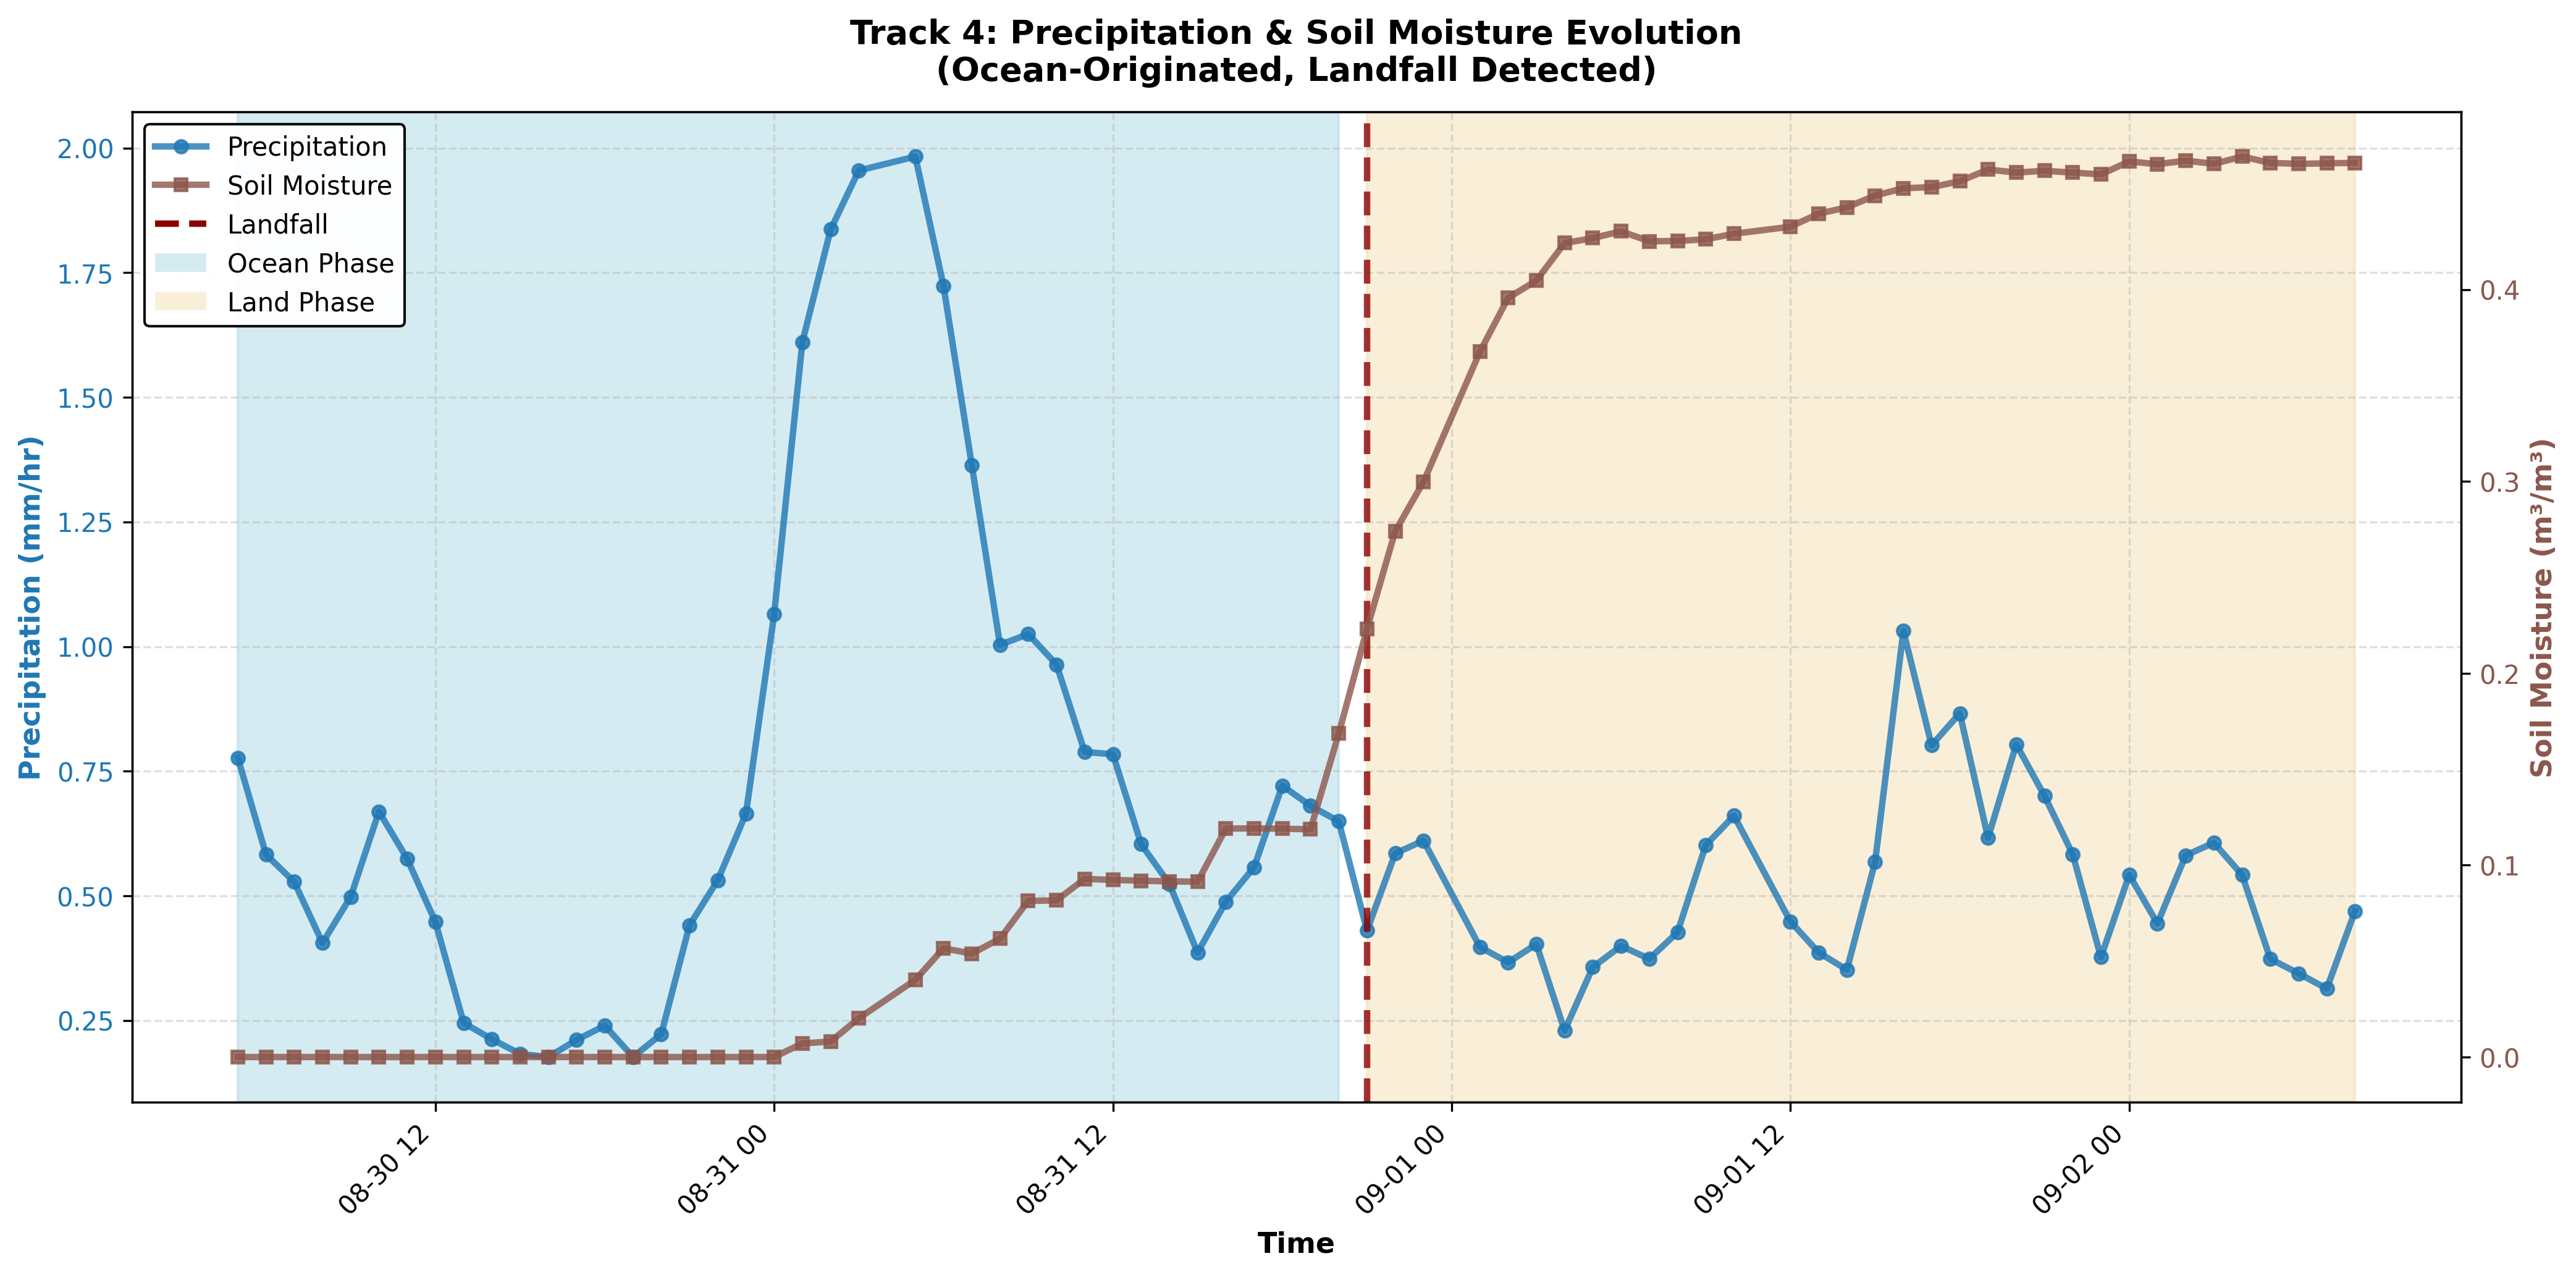 Track 4: Precipitation & Soil Moisture Evolution
(Ocean-Originated, Landfall Detected)
Precipitation
Soil Moisture
Landfall
Ocean Phase
Land Phase
Precipitation (mm/hr)
2.00
1.75
1.50
1.25
1.00
0.75
0.50
0.25
0.4
0.3
0.2
0.1
0.0
Soil Moisture (m³/m³)
08-30 12
08-31 00
08-31 12
09-01 00
09-01 12
09-02 00
Time